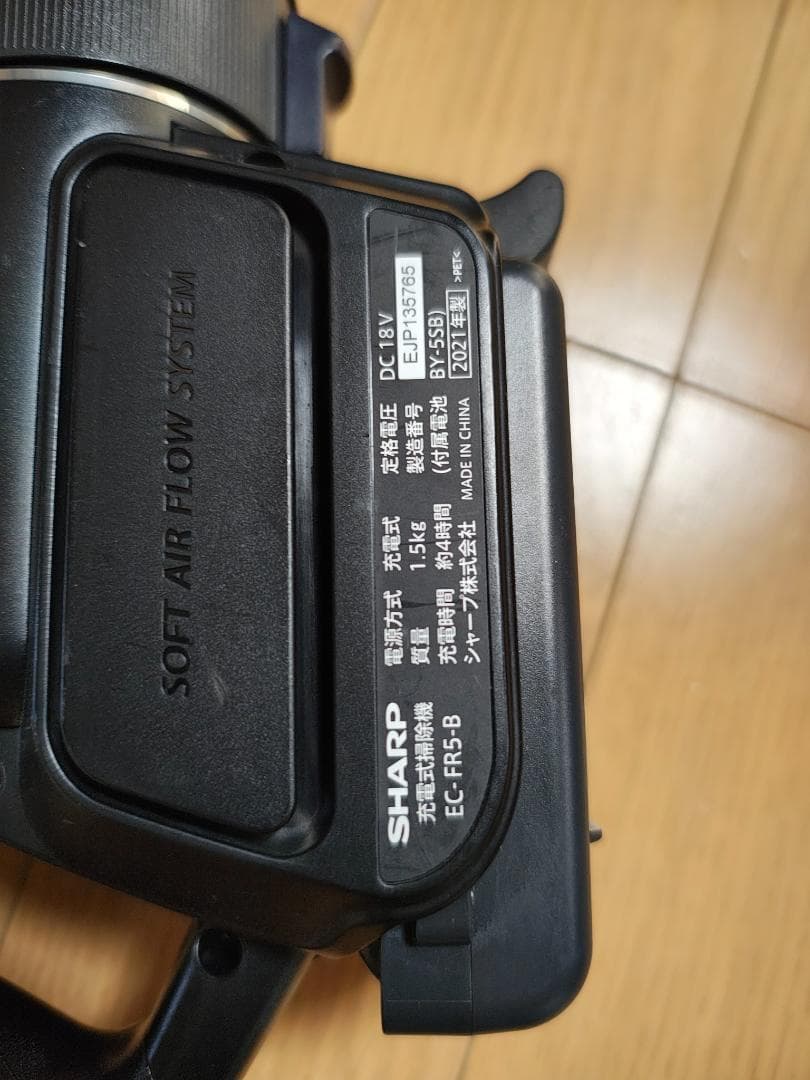 SOFT AIR FLOW SYSTEM
SHARP
充電式掃除機
EC-FR5-B
電源方式 充電式 定格電圧 DC 18V
質量 1.5kg 製造番号 EJP135765
充電時間 約4時間 (付属電池 BY-5SB)
シャープ株式会社 MADE IN CHINA 2021年製 >PET<